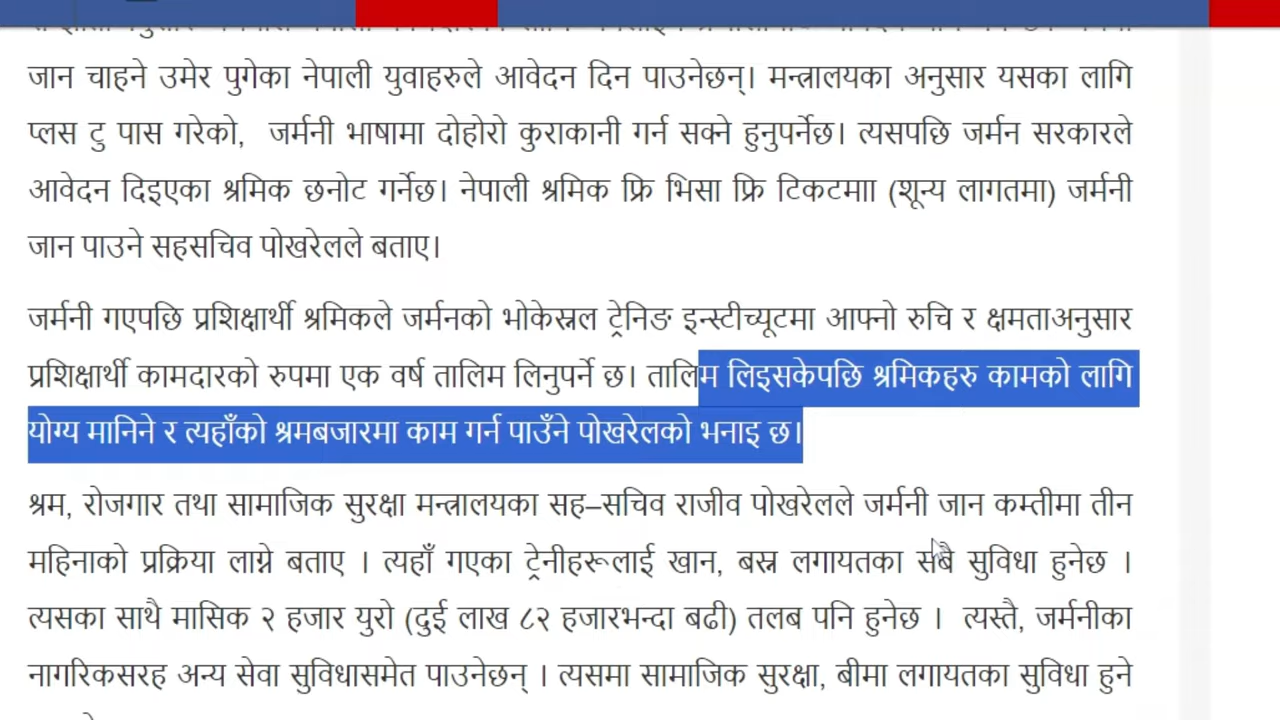 जान चाहने उमेर पुगेका नेपाली युवाहरुले आवेदन दिन पाउनेछन्। मन्त्रालयका अनुसार यसका लागि
प्लस टु पास गरेको, जर्मनी भाषामा दोहोरो कुराकानी गर्न सक्ने हुनुपर्नेछ। त्यसपछि जर्मन सरकारले
आवेदन दिइएका श्रमिक छनोट गर्नेछ। नेपाली श्रमिक फ्रि भिसा फ्रि टिकटमाा (शून्य लागतमा) जर्मनी
जान पाउने सहसचिव पोखरेलले बताए।
जर्मनी गएपछि प्रशिक्षार्थी श्रमिकले जर्मनको भोकेस्नल ट्रेनिङ इन्स्टीच्यूटमा आफ्नो रुचि र क्षमताअनुसार
प्रशिक्षार्थी कामदारको रुपमा एक वर्ष तालिम लिनुपर्ने छ। तालिम लिइसकेपछि श्रमिकहरु कामको लागि
योग्य मानिने र त्यहाँको श्रमबजारमा काम गर्न पाउँने पोखरेलको भनाइ छ।
श्रम, रोजगार तथा सामाजिक सुरक्षा मन्त्रालयका सह–सचिव राजीव पोखरेलले जर्मनी जान कम्तीमा तीन
महिनाको प्रक्रिया लाग्ने बताए । त्यहाँ गएका ट्रेनीहरूलाई खान, बस्न लगायतका सबै सुविधा हुनेछ ।
त्यसका साथै मासिक २ हजार युरो (दुई लाख ८२ हजारभन्दा बढी) तलब पनि हुनेछ । त्यस्तै, जर्मनीका
नागरिकसरह अन्य सेवा सुविधासमेत पाउनेछन् । त्यसमा सामाजिक सुरक्षा, बीमा लगायतका सुविधा हुने